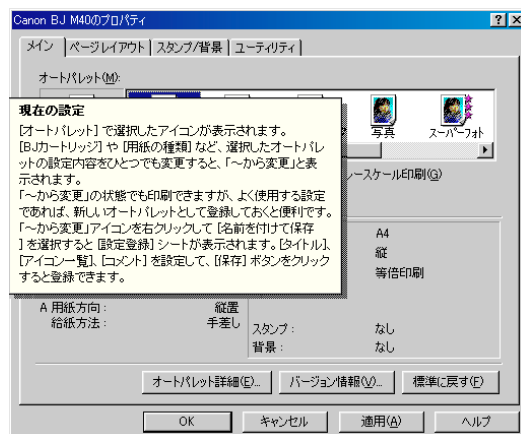 Canon BJ M40のプロパティ
メイン ページレイアウト スタンプ/背景 ユーティリティ
オートパレット(M):
現在の設定
[オートパレット] で選択したアイコンが表示されます。
[BJカートリッジ] や [用紙の種類] など、選択したオートパレ
ットの設定内容をひとつでも変更すると、「～から変更」と表
示されます。
「～から変更」の状態でも印刷できますが、よく使用する設定
であれば、新しいオートパレットとして登録しておくと便利です。
「～から変更」アイコンを右クリックして [名前を付けて保存
] を選択すると [設定登録] シートが表示されます。[タイトル]、
[アイコン一覧]、[コメント] を設定して、[保存] ボタンをクリック
すると登録できます。
写真 スーパーフォト
レースケール印刷(G)
A4
縦
等倍印刷
A 用紙方向: 縦置
給紙方法: 手差し
スタンプ: なし
背景: なし
オートパレット詳細(E)... バージョン情報(V)... 標準に戻す(F)
OK キャンセル 適用(A) ヘルプ